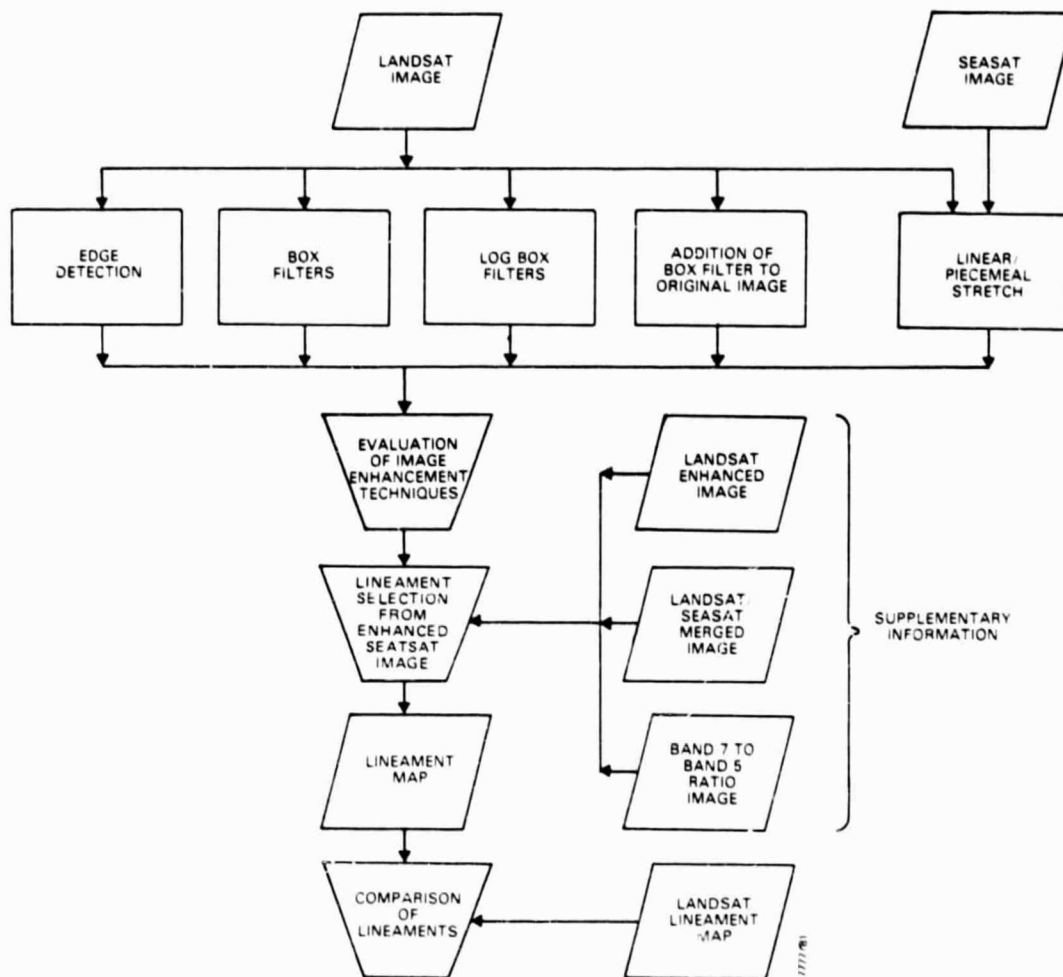 LANDSAT
IMAGE
SEASAT
IMAGE
EDGE
DETECTION
BOX
FILTERS
LOG BOX
FILTERS
ADDITION OF
BOX FILTER TO
ORIGINAL IMAGE
LINEAR/
PIECEMEAL
STRETCH
EVALUATION
OF IMAGE
ENHANCEMENT
TECHNIQUES
LANDSAT
ENHANCED
IMAGE
LINEAMENT
SELECTION
FROM
ENHANCED
SEATSAT
IMAGE
LANDSAT/
SEASAT
MERGED
IMAGE
SUPPLEMENTARY
INFORMATION
LINEAMENT
MAP
BAND 7 TO
BAND 5
RATIO
IMAGE
COMPARISON
OF
LINEAMENTS
LANDSAT
LINEAMENT
MAP